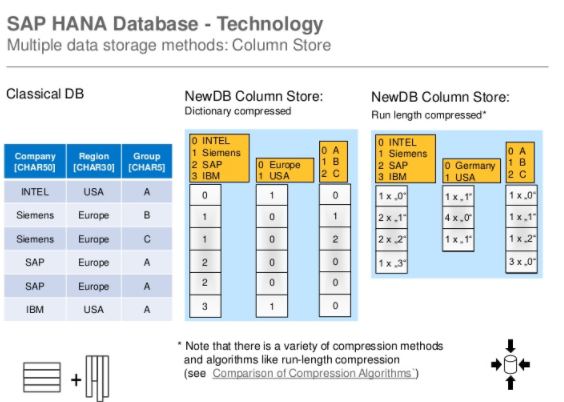 SAP HANA Database - Technology
Multiple data storage methods: Column Store
Classical DB
Company [CHAR50] Region [CHAR30] Group [CHAR5]
INTEL USA A
Siemens Europe B
Siemens Europe C
SAP Europe A
SAP Europe A
IBM USA A
NewDB Column Store:
Dictionary compressed
0 INTEL
1 Siemens
2 SAP
3 IBM
0 Europe
1 USA
0 A
1 B
2 C
0 1 0
1 0 1
1 0 2
2 0 0
2 0 0
3 1 0
NewDB Column Store:
Run length compressed*
0 INTEL
1 Siemens
2 SAP
3 IBM
0 Germany
1 USA
0 A
1 B
2 C
1 x „0“ 1 x „1“ 1 x „0“
2 x „1“ 4 x „0“ 1 x „1“
2 x „2“ 1 x „1“ 1 x „2“
1 x „3“ 3 x „0“
* Note that there is a variety of compression methods
and algorithms like run-length compression
(see Comparison of Compression Algorithms`)
+